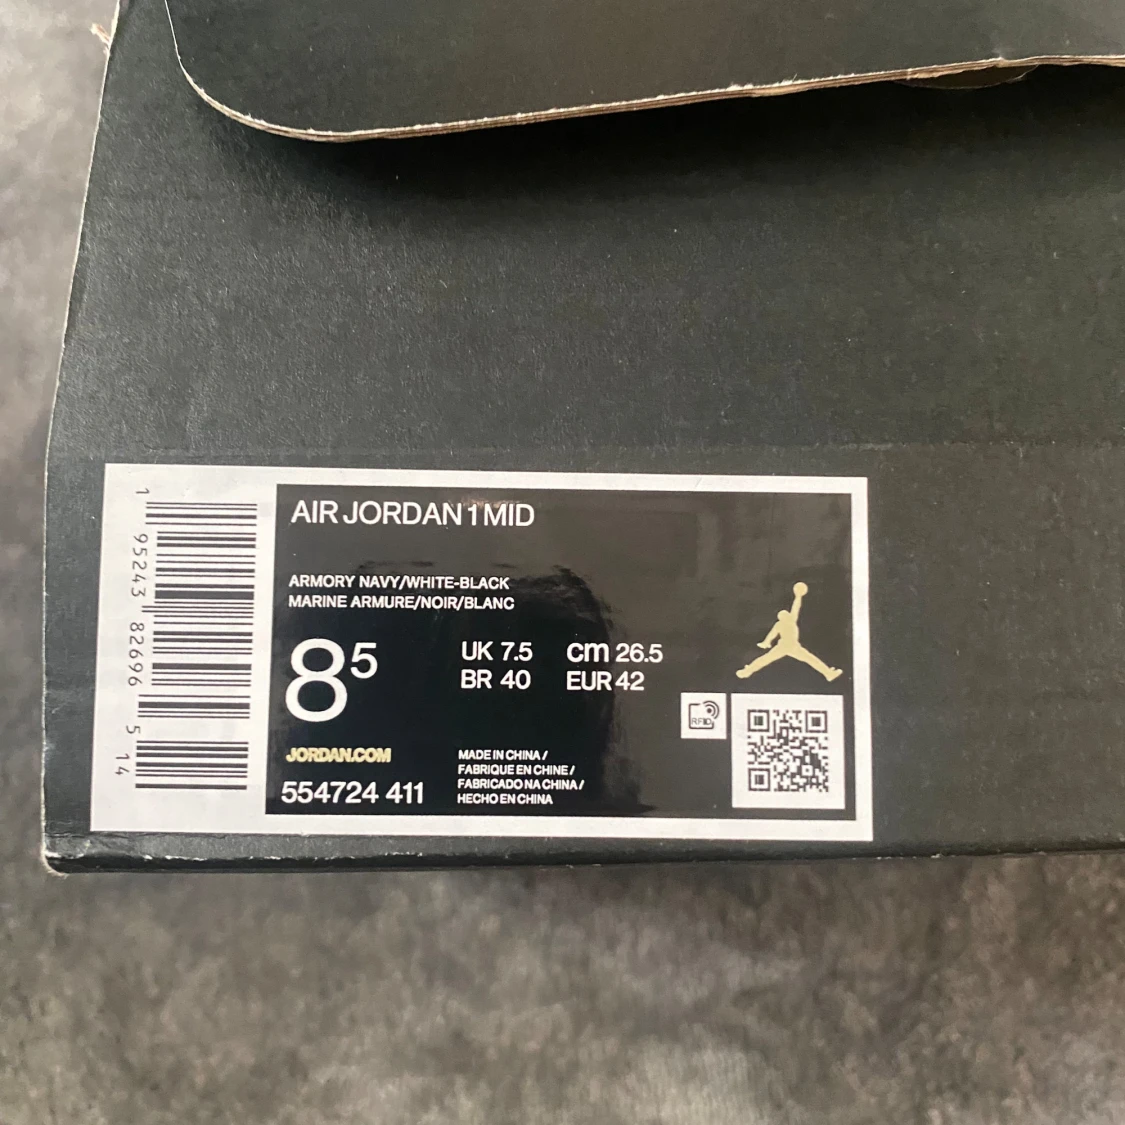 AIR JORDAN 1 MID
ARMORY NAVY/WHITE-BLACK
MARINE ARMURE/NOIR/BLANC
8⁵
UK 7.5 cm 26.5
BR 40 EUR 42
RFID
JORDAN.COM
554724 411
MADE IN CHINA /
FABRIQUE EN CHINE /
FABRICADO NA CHINA /
HECHO EN CHINA
1 95243 82696 5 14